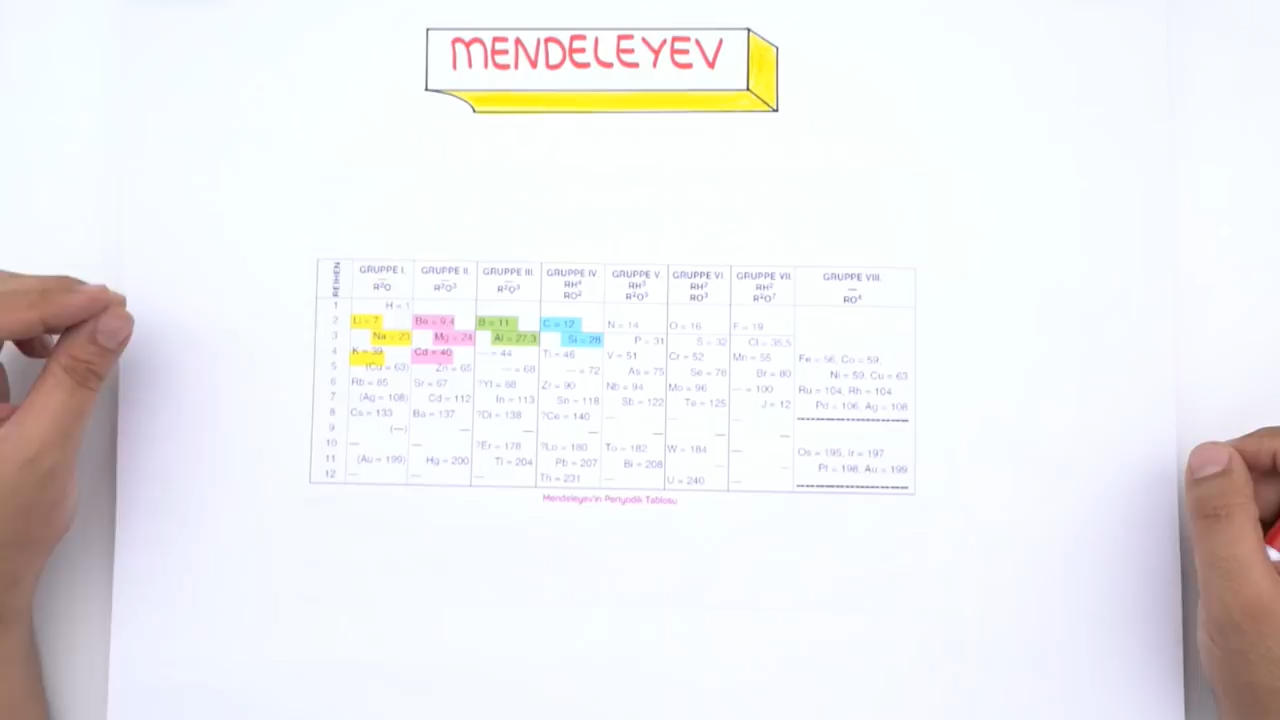 MENDELEYEV
REIHEN GRUPPE I. GRUPPE II. GRUPPE III. GRUPPE IV GRUPPE V. GRUPPE VI. GRUPPE VII. GRUPPE VIII.
— — — RH⁴ RH³ RH² RH² —
R²O R²O³ R²O³ RO² R²O⁵ RO³ R²O⁷ RO⁴
1 H = 1
2 Li = 7 Be = 9,4 B = 11 C = 12 N = 14 O = 16 F = 19
3 Na = 23 Mg = 24 Al = 27,3 Si = 28 P = 31 S = 32 Cl = 35,5
4 K = 39 Cd = 40 — = 44 Ti = 46 V = 51 Cr = 52 Mn = 55 Fe = 56, Co = 59,
5 (Cu = 63) Zn = 65 — = 68 — = 72 As = 75 Se = 78 Br = 80 Ni = 59, Cu = 63
6 Rb = 85 Sr = 87 ?Yt = 88 Zr = 90 Nb = 94 Mo = 96 — = 100 Ru = 104, Rh = 104,
7 (Ag = 108) Cd = 112 In = 113 Sn = 118 Sb = 122 Te = 125 J = 12 Pd = 106, Ag = 108
8 Cs = 133 Ba = 137 ?Di = 138 ?Ce = 140 — — —
9 (—) — — — — — —
10 — — ?Er = 178 ?La = 180 Ta = 182 W = 184 — Os = 195, Ir = 197
11 (Au = 199) Hg = 200 Tl = 204 Pb = 207 Bi = 208 — — Pt = 198, Au = 199
12 — — — Th = 231 — U = 240 —
Mendeleyev'in Periyodik Tablosu